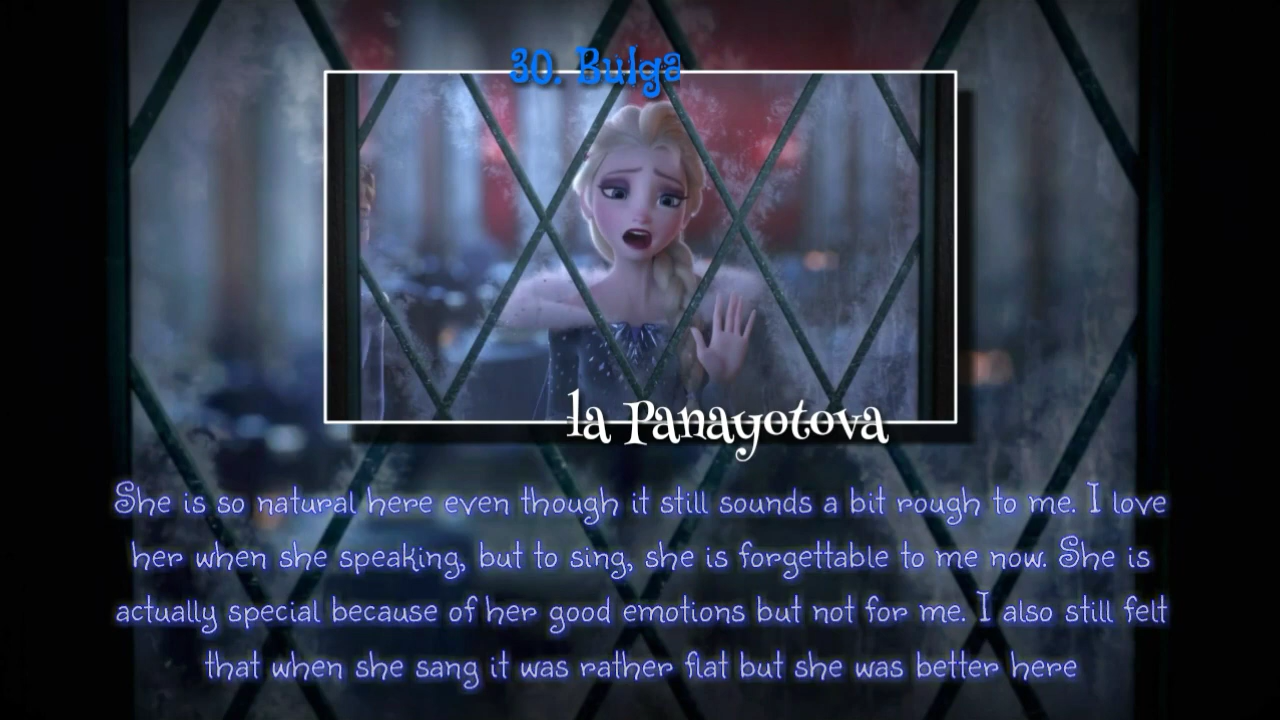 30. Bulga
la Panayotova
She is so natural here even though it still sounds a bit rough to me. I love
her when she speaking, but to sing, she is forgettable to me now. She is
actually special because of her good emotions but not for me. I also still felt
that when she sang it was rather flat but she was better here